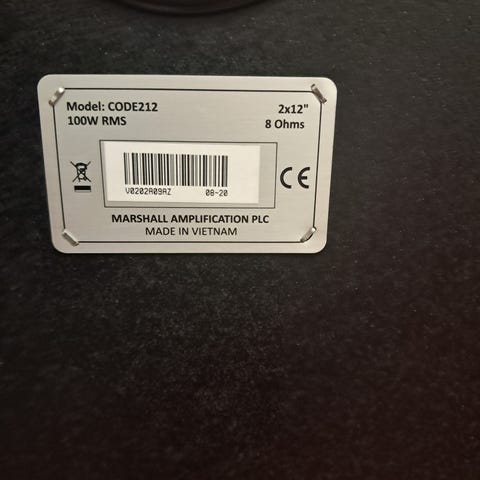 Model: CODE212 2x12"
100W RMS 8 Ohms
V0202A09AZ 08-20
CE
MARSHALL AMPLIFICATION PLC
MADE IN VIETNAM